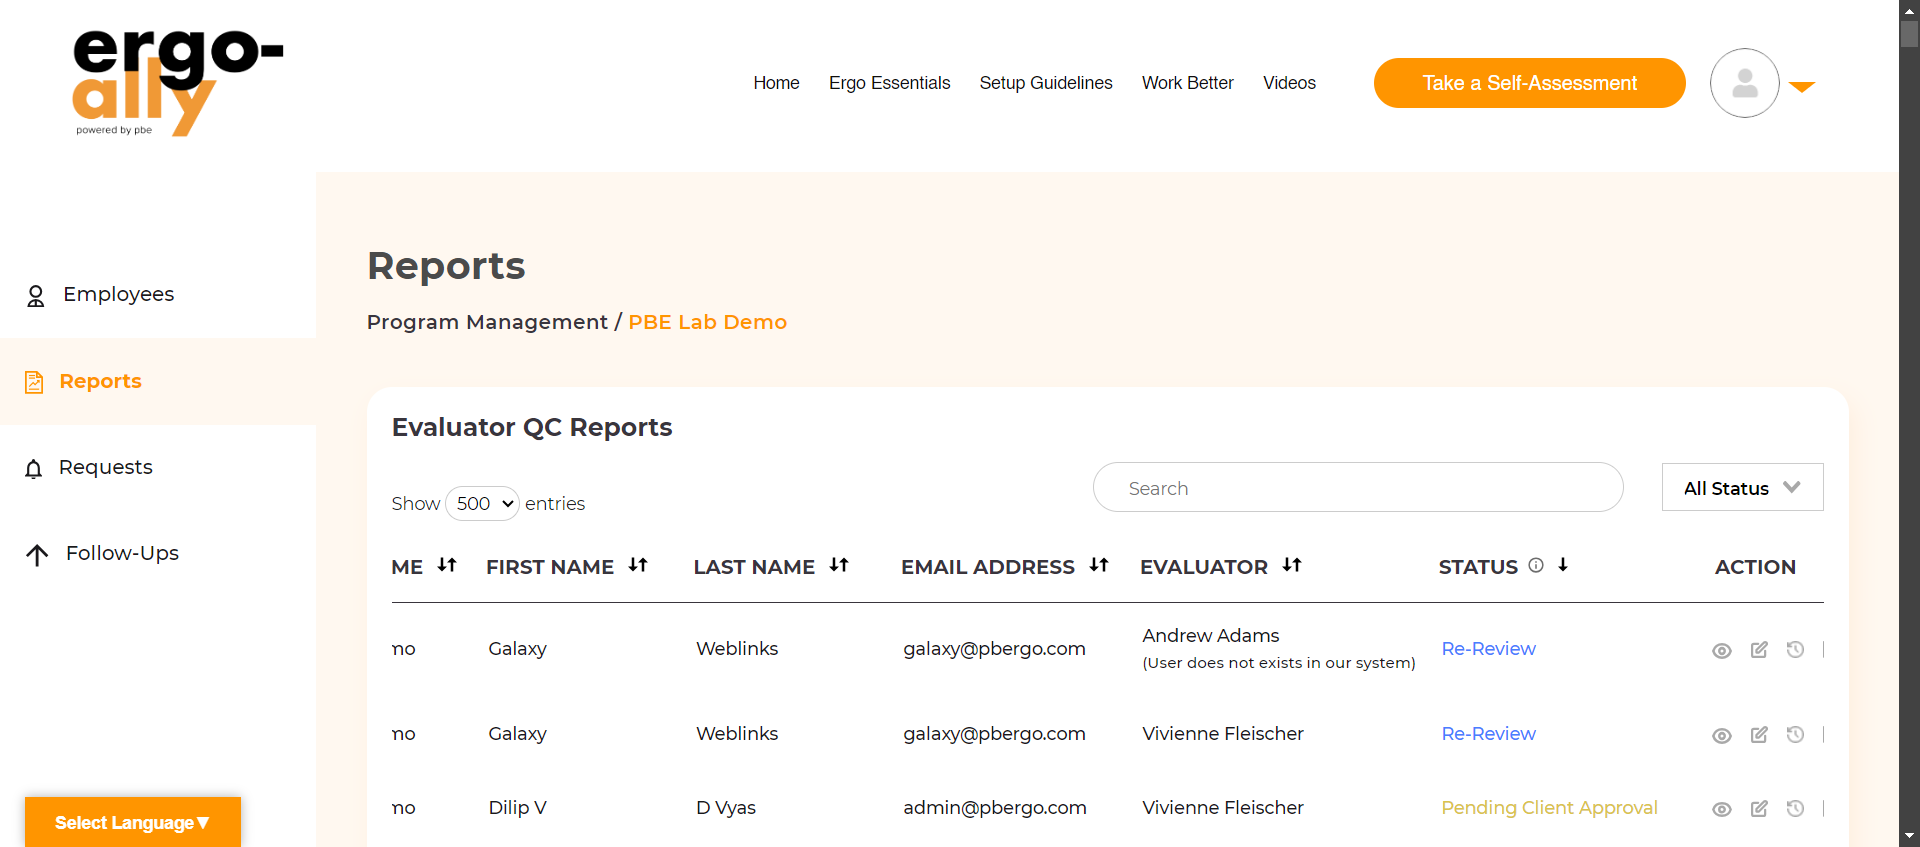 ergo-
ally
powered by pbe
Home Ergo Essentials Setup Guidelines Work Better Videos Take a Self-Assessment
Employees
Reports
Requests
Follow-Ups
Select Language▼
Reports
Program Management / PBE Lab Demo
Evaluator QC Reports
Show 500 entries
Search
All Status
ME FIRST NAME LAST NAME EMAIL ADDRESS EVALUATOR STATUS ACTION
mo Galaxy Weblinks galaxy@pbergo.com Andrew Adams Re-Review
(User does not exists in our system)
mo Galaxy Weblinks galaxy@pbergo.com Vivienne Fleischer Re-Review
mo Dilip V D Vyas admin@pbergo.com Vivienne Fleischer Pending Client Approval